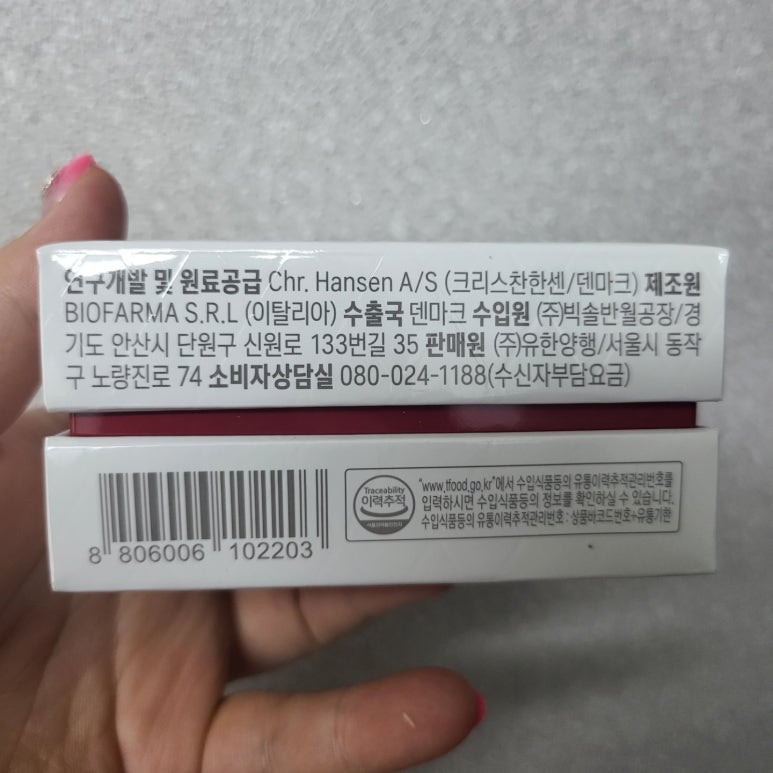 연구개발 및 원료공급 Chr. Hansen A/S (크리스찬한센/덴마크) 제조원
BIOFARMA S.R.L (이탈리아) 수출국 덴마크 수입원 (주)빅솔반월공장/경
기도 안산시 단원구 신원로 133번길 35 판매원 (주)유한양행/서울시 동작
구 노량진로 74 소비자상담실 080-024-1188(수신자부담요금)
8 806006 102203
Traceability
이력추적
"www.tfood.go.kr"에서 수입식품등의 유통이력추적관리번호를
입력하시면 수입식품등의 정보를 확인하실 수 있습니다.
수입식품등의 유통이력추적관리번호 : 상품바코드번호+유통기한